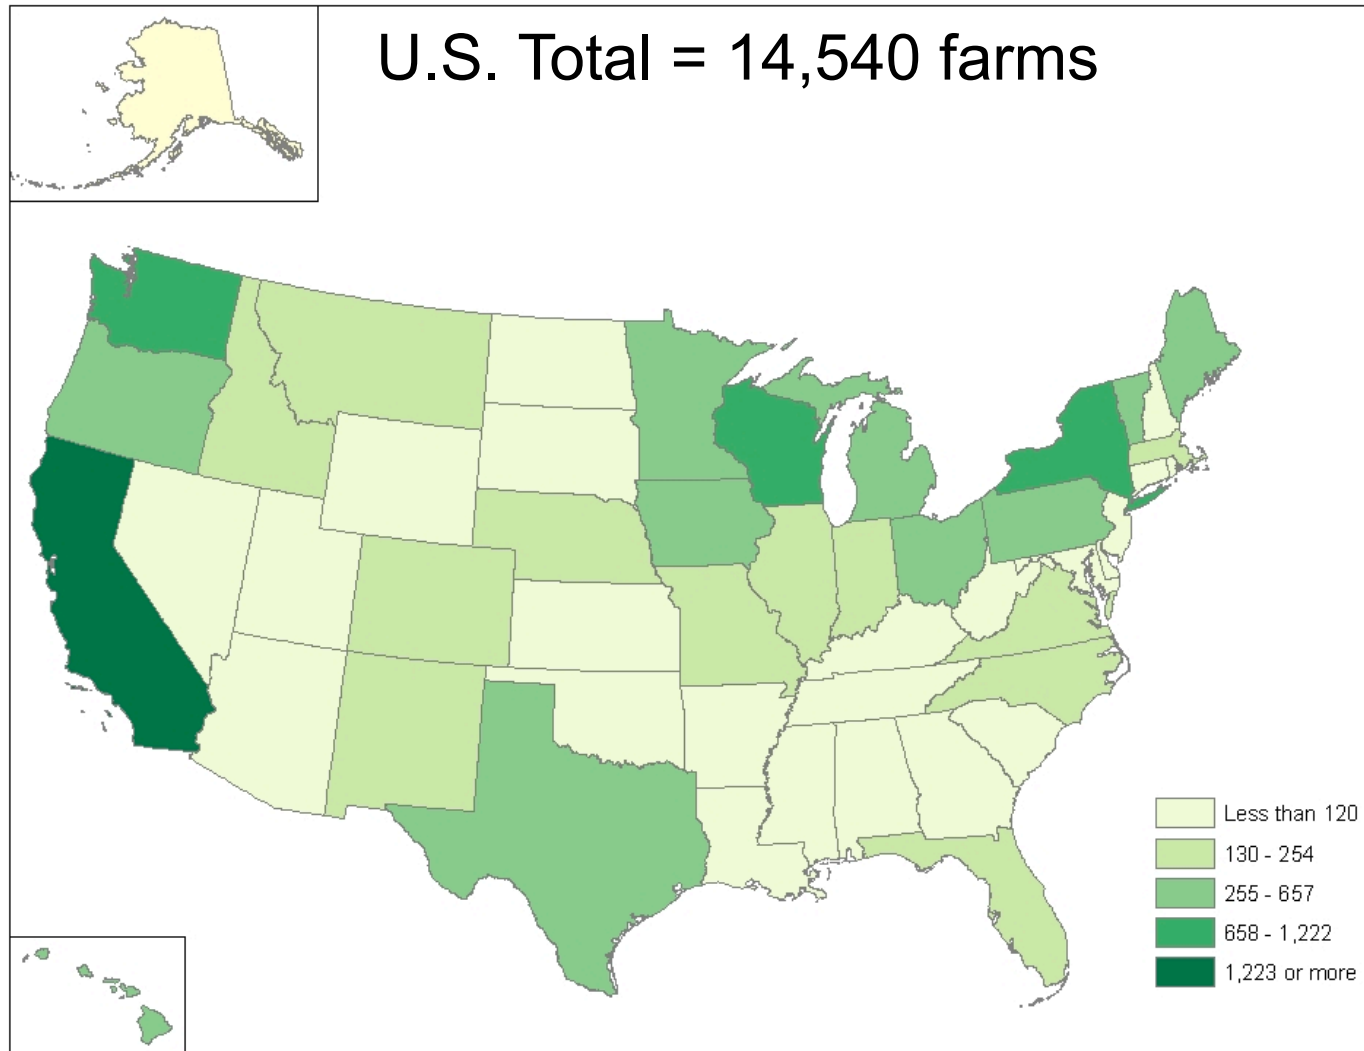 U.S. Total = 14,540 farms
Less than 120
130 - 254
255 - 657
658 - 1,222
1,223 or more